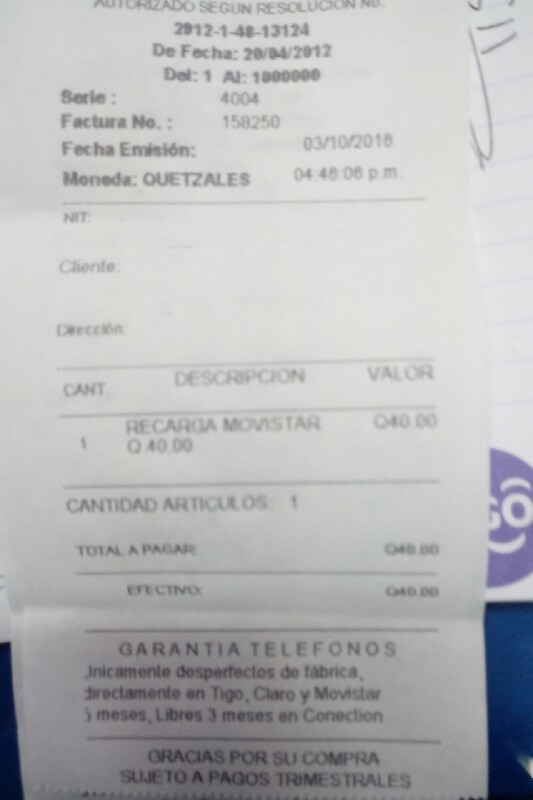 AUTORIZADO SEGUN RESOLUCION No.
2012-1-48-13124
De Fecha: 20/04/2012
Del: 1 Al: 1000000
Serie : 4004
Factura No. : 158250
Fecha Emisión: 03/10/2016
Moneda: QUETZALES 04:46:06 p.m.
NIT:
Cliente:
Dirección:
CANT. DESCRIPCION VALOR
1 RECARGA MOVISTAR Q40.00
Q.40.00
CANTIDAD ARTICULOS: 1
TOTAL A PAGAR: Q40.00
EFECTIVO: Q40.00
GARANTIA TELEFONOS
Unicamente desperfectos de fábrica,
directamente en Tigo, Claro y Movistar
meses, Libres 3 meses en Conection
GRACIAS POR SU COMPRA
SUJETO A PAGOS TRIMESTRALES